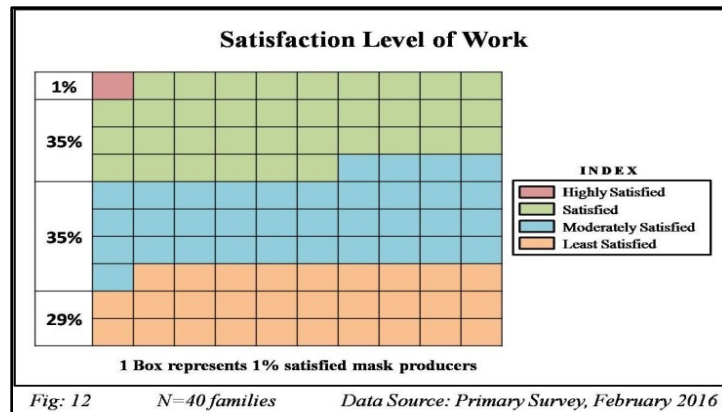 Satisfaction Level of Work
1%
35%
35%
29%
INDEX
Highly Satisfied
Satisfied
Moderately Satisfied
Least Satisfied
1 Box represents 1% satisfied mask producers
Fig: 12 N=40 families Data Source: Primary Survey, February 2016